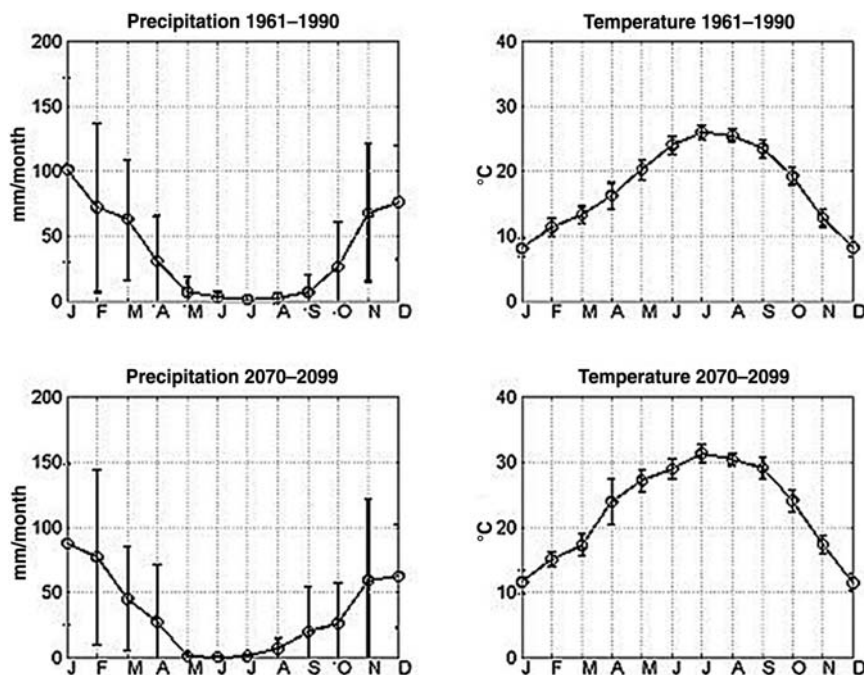 Precipitation 1961–1990
200
150
100
50
0
mm/month
J F M A M J J A S O N D
Temperature 1961–1990
40
30
20
10
0
°C
J F M A M J J A S O N D
Precipitation 2070–2099
200
150
100
50
0
mm/month
J F M A M J J A S O N D
Temperature 2070–2099
40
30
20
10
0
°C
J F M A M J J A S O N D